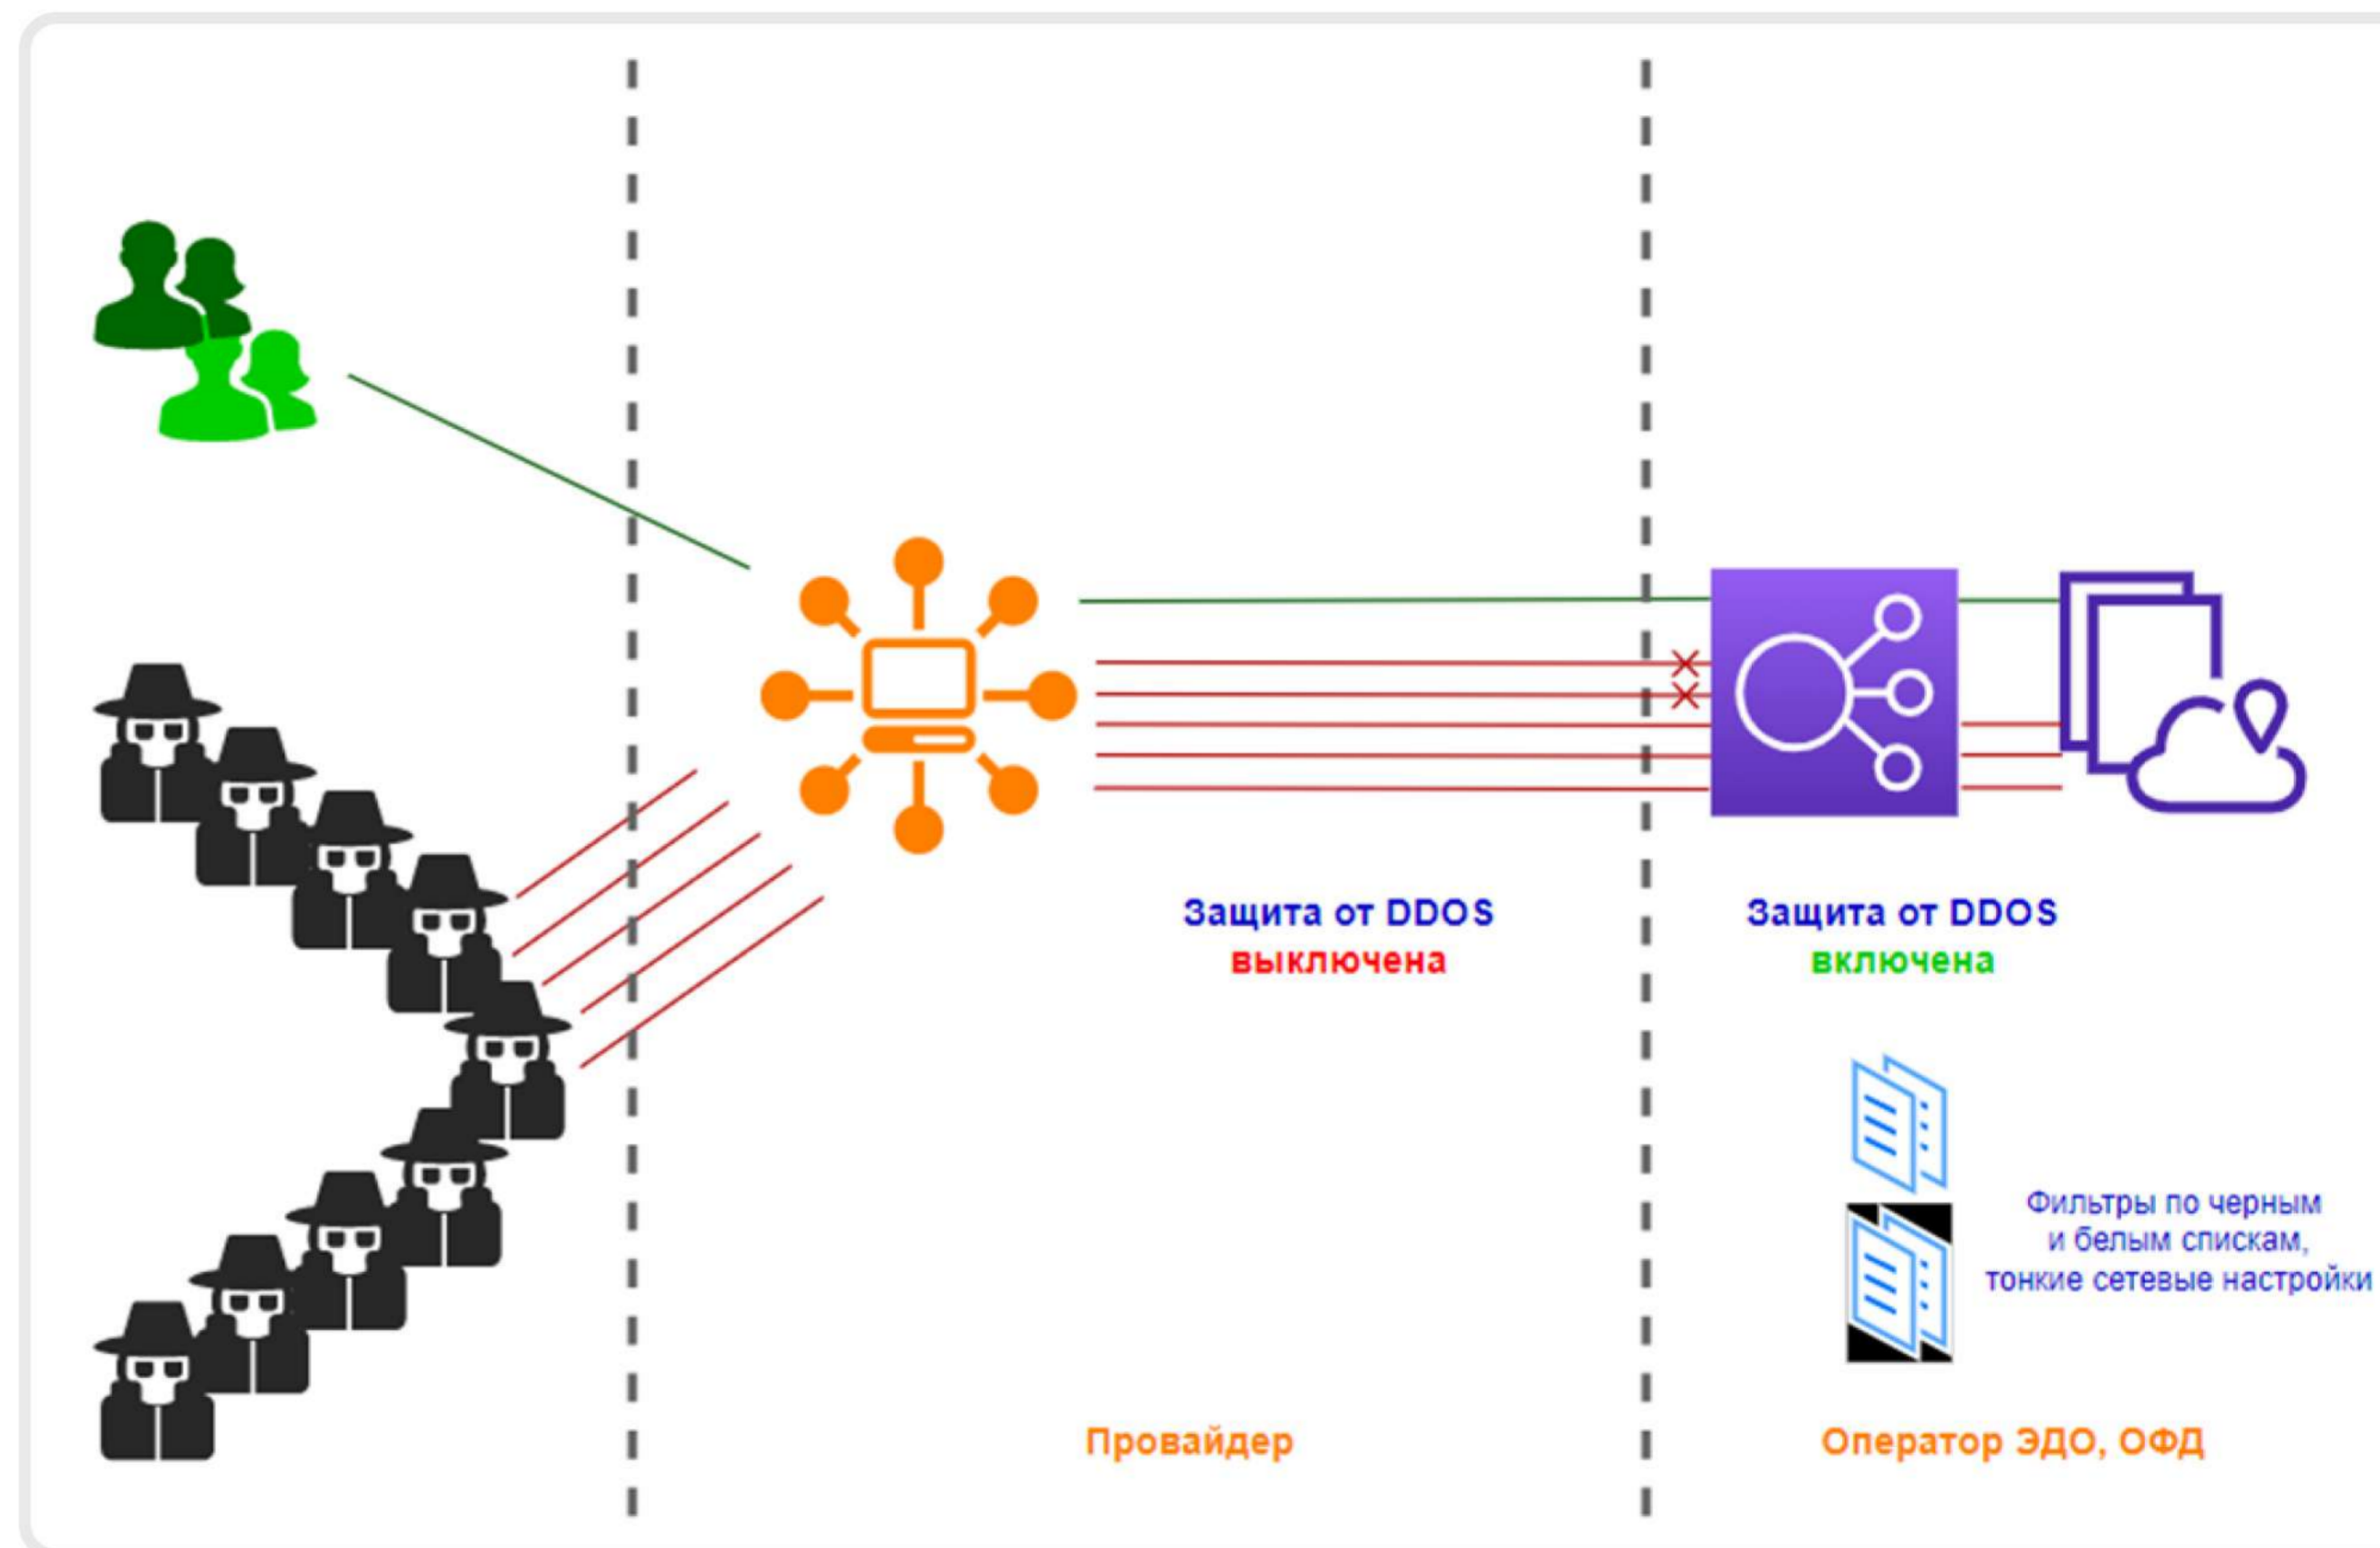 Защита от DDOS
выключена
Защита от DDOS
включена
Фильтры по черным
и белым спискам,
тонкие сетевые настройки
Провайдер
Оператор ЭДО, ОФД